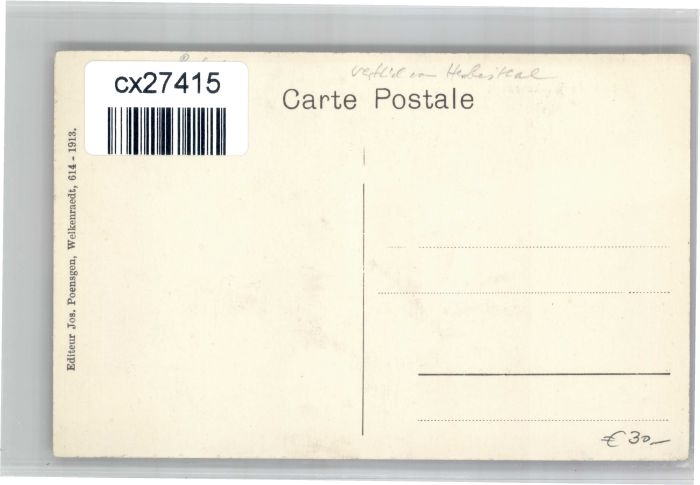 cx27415
Carte Postale
Editeur Jos. Poensgen, Welkenraedt, 614 - 1913.
€ 30,-